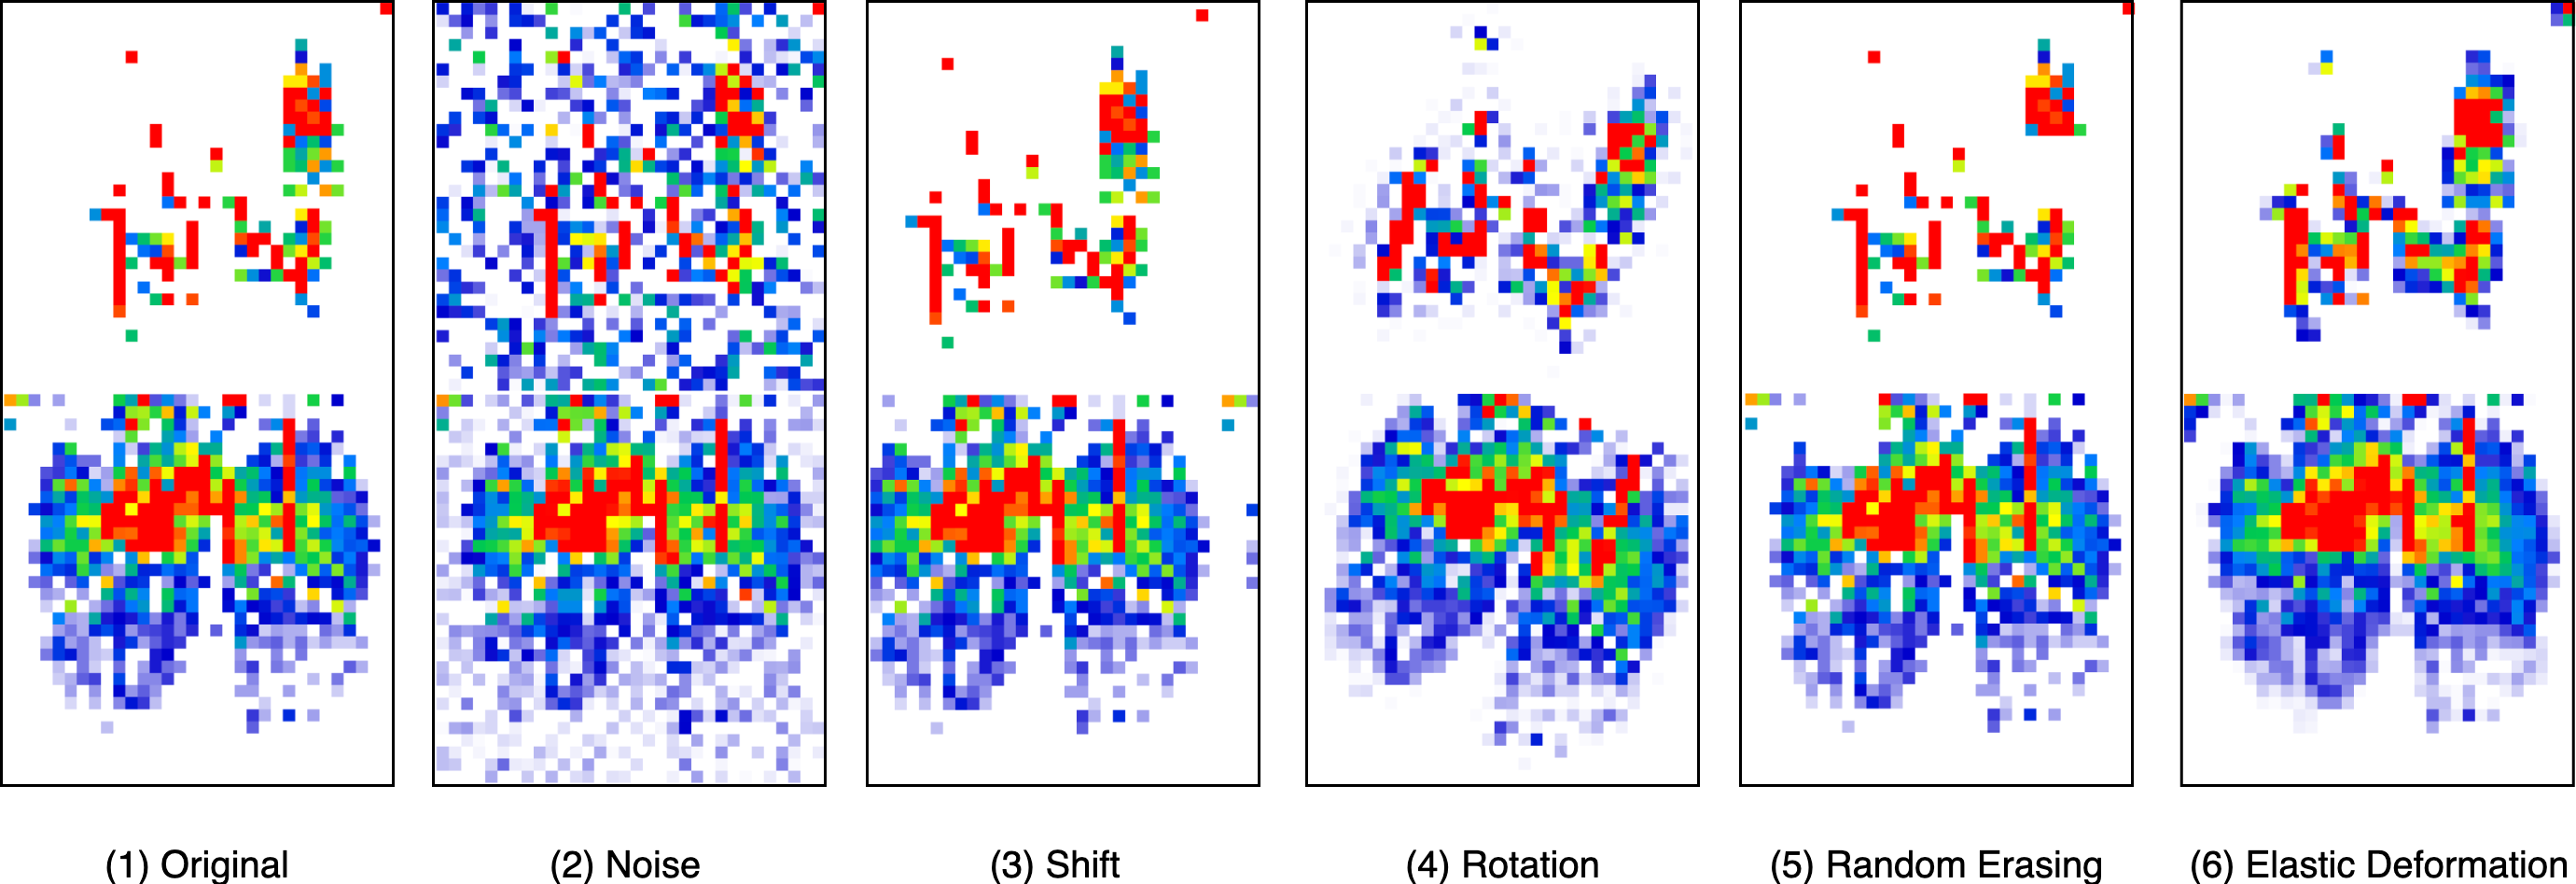 (1) Original
(2) Noise
(3) Shift
(4) Rotation
(5) Random Erasing
(6) Elastic Deformation